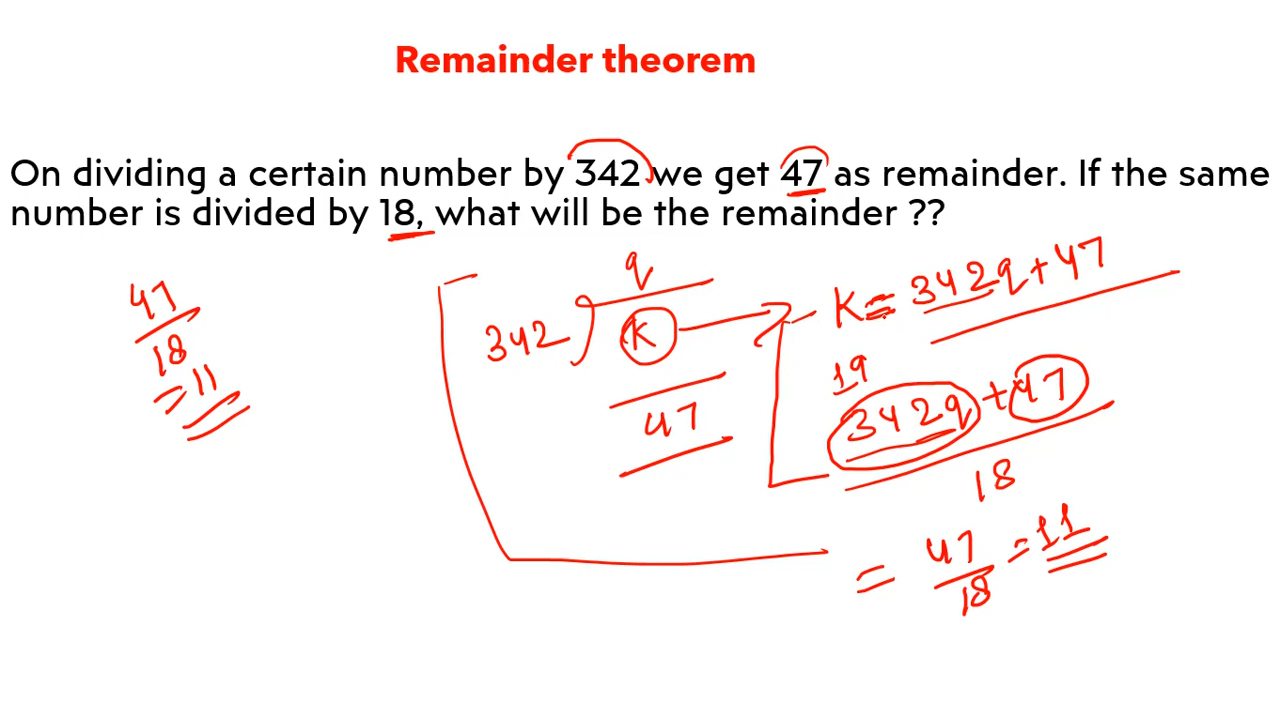 Remainder theorem
On dividing a certain number by 342 we get 47 as remainder. If the same
number is divided by 18, what will be the remainder ??
47
18
= 11
q
342 K
47
K = 342q + 47
19
342q + 47
18
= 47 = 11
18